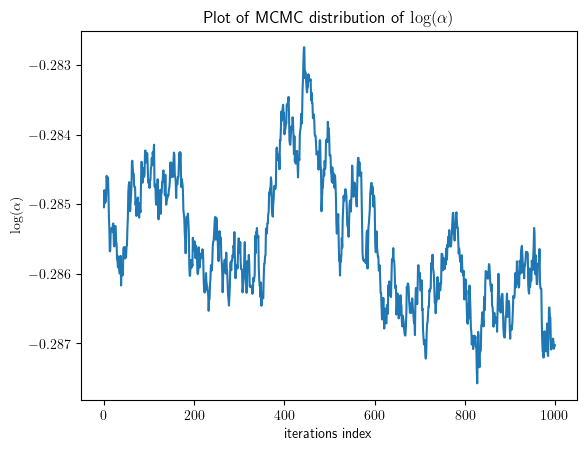 Plot of MCMC distribution of log(α)
−0.283
−0.284
−0.285
−0.286
−0.287
log(α)
0 200 400 600 800 1000
iterations index